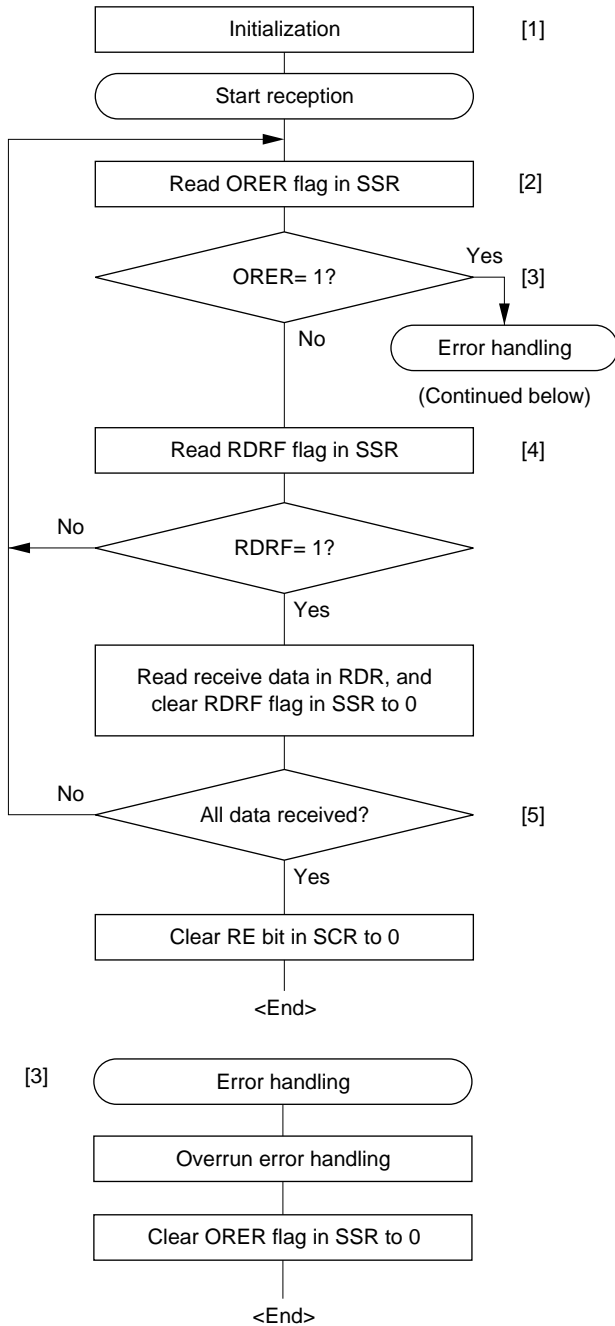 Initialization
[1]
Start reception
Read ORER flag in SSR
[2]
Yes
ORER= 1?
[3]
No
Error handling
(Continued below)
Read RDRF flag in SSR
[4]
No
RDRF= 1?
Yes
Read receive data in RDR, and
clear RDRF flag in SSR to 0
No
All data received?
[5]
Yes
Clear RE bit in SCR to 0
<End>
[3]
Error handling
Overrun error handling
Clear ORER flag in SSR to 0
<End>